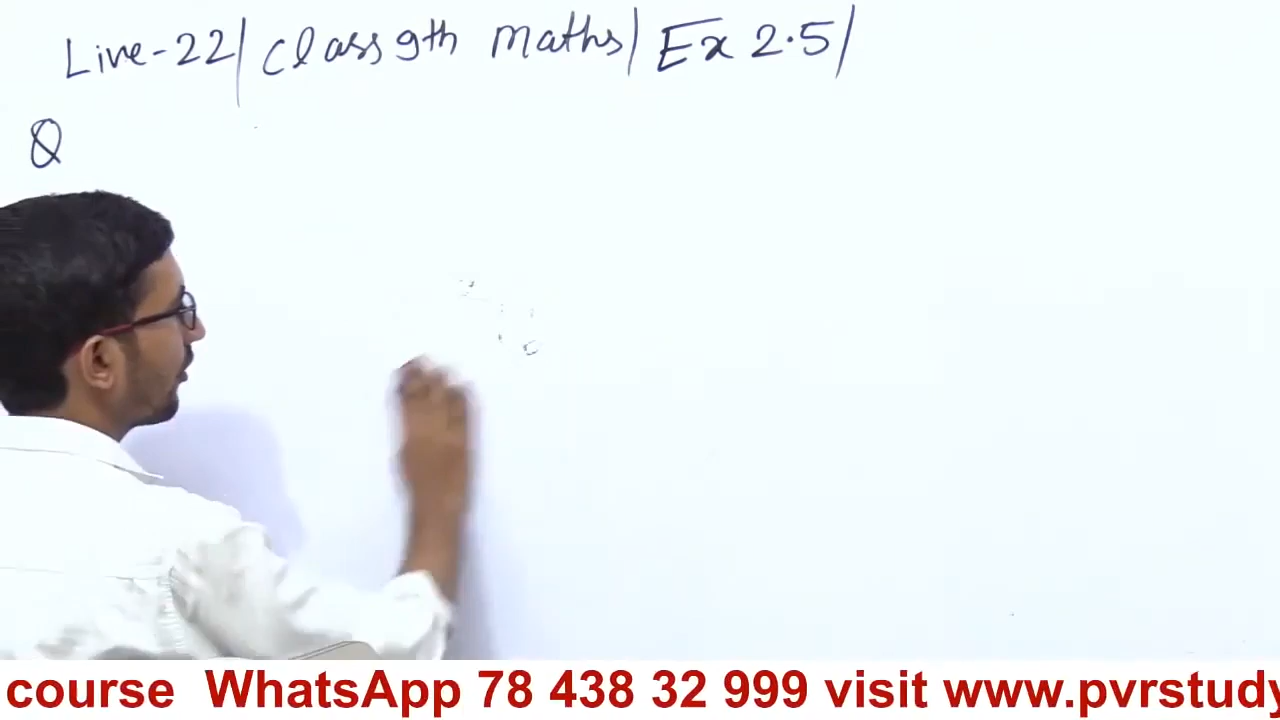 Live-22/ Class 9th maths/ Ex 2.5/
Q
course WhatsApp 78 438 32 999 visit www.pvrstudy